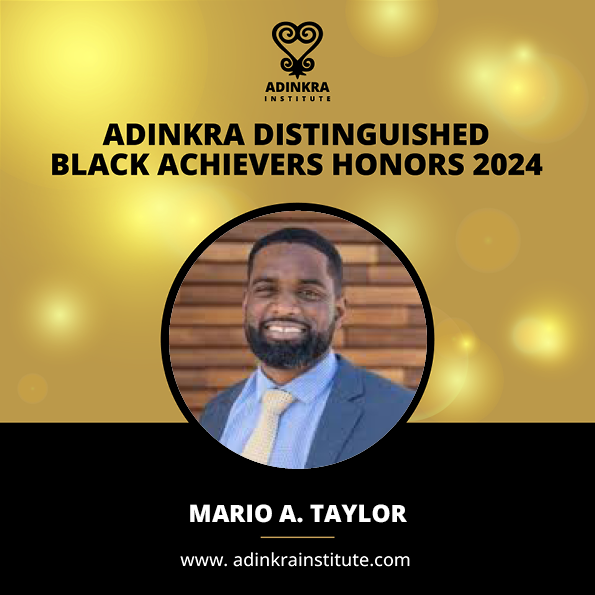 ADINKRA
INSTITUTE
ADINKRA DISTINGUISHED
BLACK ACHIEVERS HONORS 2024
MARIO A. TAYLOR
www. adinkrainstitute.com